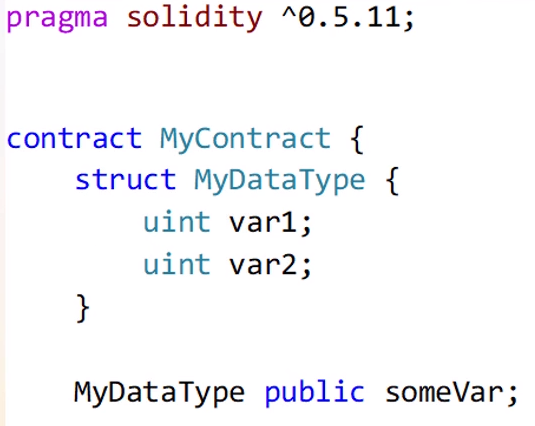 pragma solidity ^0.5.11;
contract MyContract {
struct MyDataType {
uint var1;
uint var2;
}
MyDataType public someVar;